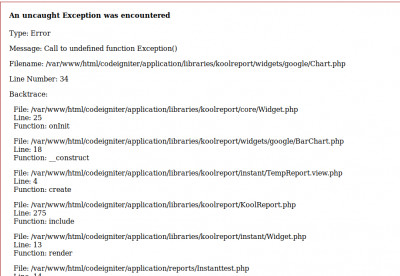 An uncaught Exception was encountered
Type: Error
Message: Call to undefined function Exception()
Filename: /var/www/html/codeigniter/application/libraries/koolreport/widgets/google/Chart.php
Line Number: 34
Backtrace:
File: /var/www/html/codeigniter/application/libraries/koolreport/core/Widget.php
Line: 25
Function: onInit
File: /var/www/html/codeigniter/application/libraries/koolreport/widgets/google/BarChart.php
Line: 18
Function: __construct
File: /var/www/html/codeigniter/application/libraries/koolreport/instant/TempReport.view.php
Line: 4
Function: create
File: /var/www/html/codeigniter/application/libraries/koolreport/KoolReport.php
Line: 275
Function: include
File: /var/www/html/codeigniter/application/libraries/koolreport/instant/Widget.php
Line: 13
Function: render
File: /var/www/html/codeigniter/application/reports/Instanttest.php